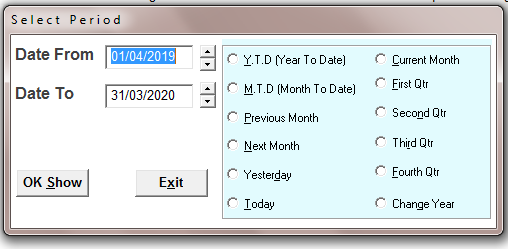 Select Period
Date From 01/04/2019
Date To 31/03/2020
OK Show Exit
Y.T.D (Year To Date)
M.T.D (Month To Date)
Previous Month
Next Month
Yesterday
Today
Current Month
First Qtr
Second Qtr
Third Qtr
Fourth Qtr
Change Year